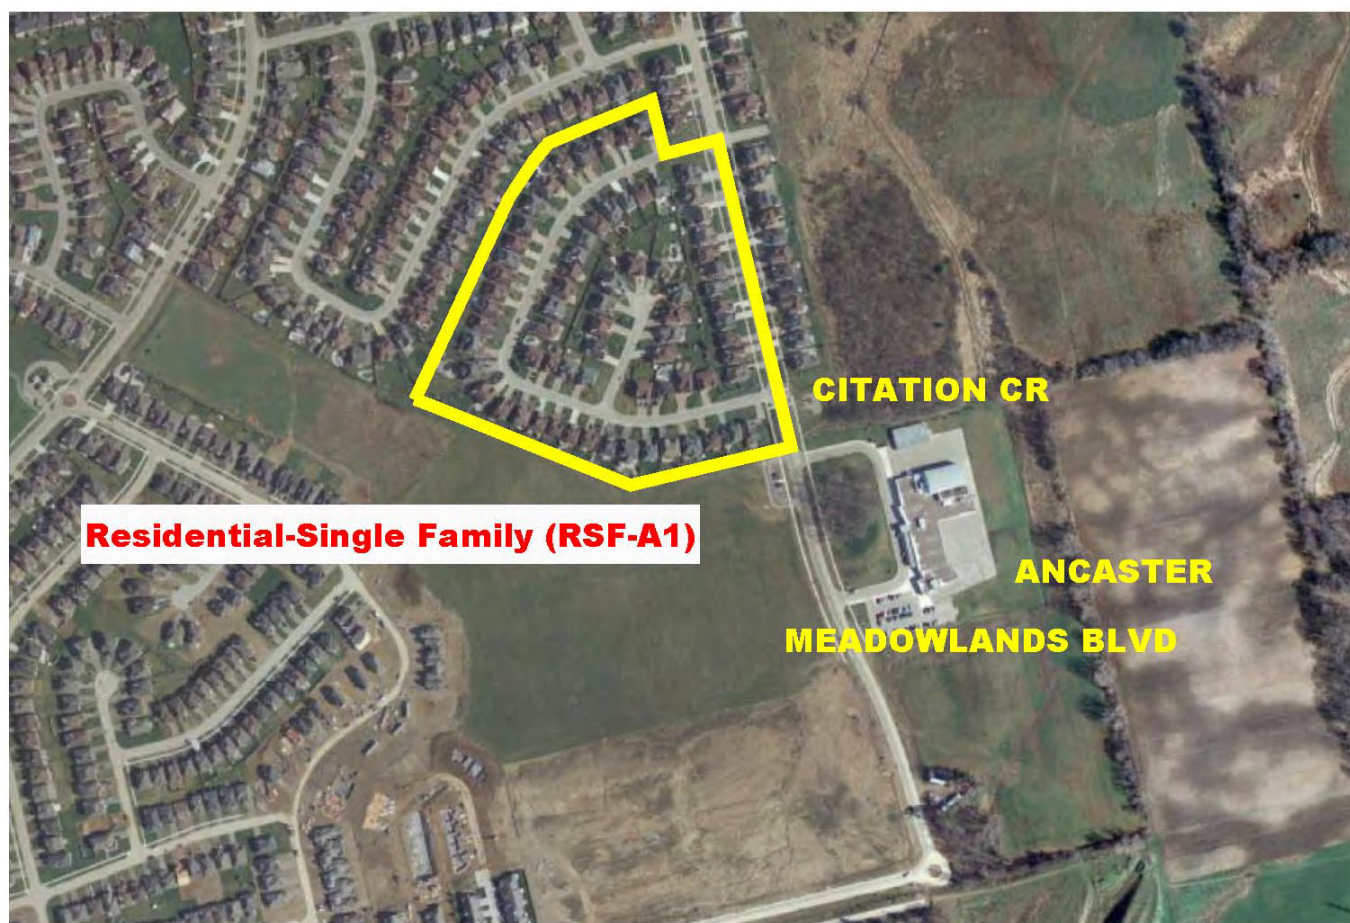 CITATION CR
Residential-Single Family (RSF-A1)
ANCASTER
MEADOWLANDS BLVD